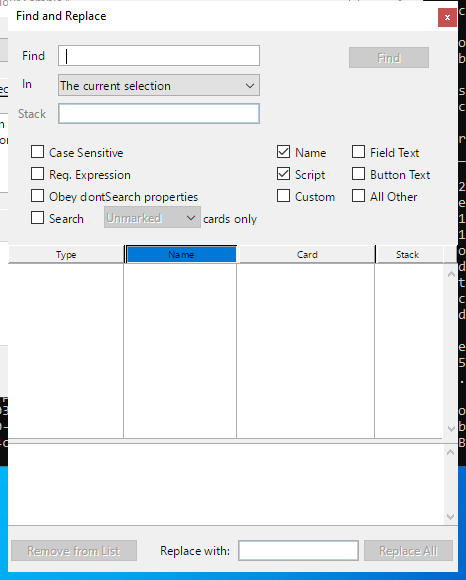 Find and Replace
x
Find
Find
In The current selection
Stack
Case Sensitive Name Field Text
Reg. Expression Script Button Text
Obey dontSearch properties Custom All Other
Search Unmarked cards only
Type Name Card Stack
Remove from List Replace with: Replace All